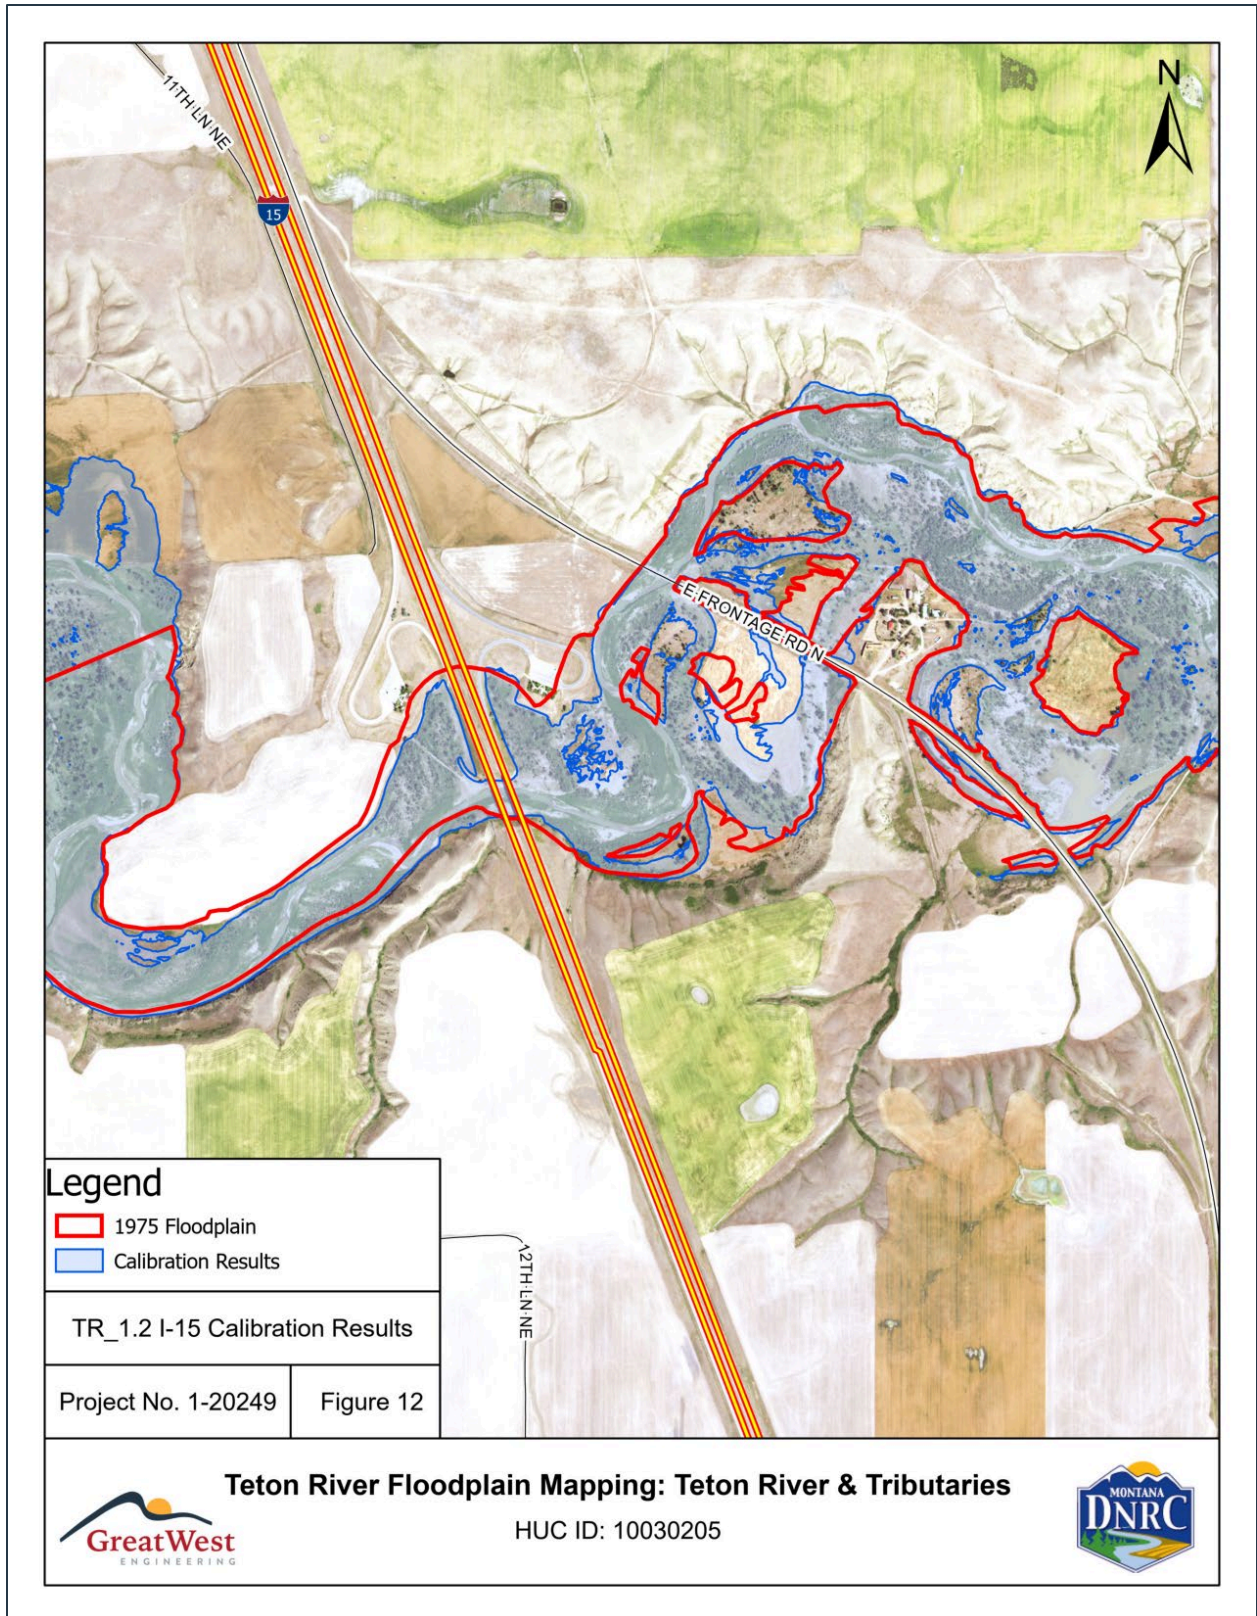 N
11TH LN NE
15
E FRONTAGE RD N
12TH LN NE
Legend
1975 Floodplain
Calibration Results
TR_1.2 I-15 Calibration Results
Project No. 1-20249
Figure 12
Teton River Floodplain Mapping: Teton River & Tributaries
HUC ID: 10030205
GreatWest
ENGINEERING
MONTANA
DNRC